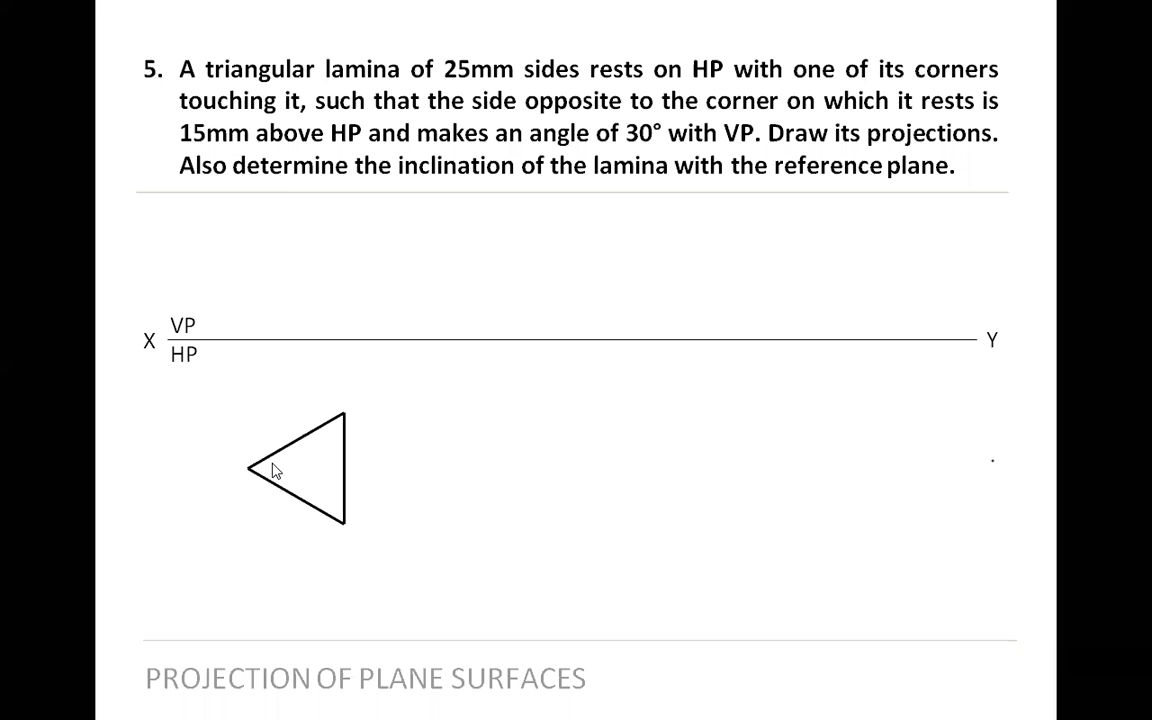 5. A triangular lamina of 25mm sides rests on HP with one of its corners
touching it, such that the side opposite to the corner on which it rests is
15mm above HP and makes an angle of 30° with VP. Draw its projections.
Also determine the inclination of the lamina with the reference plane.
VP
X Y
HP
PROJECTION OF PLANE SURFACES